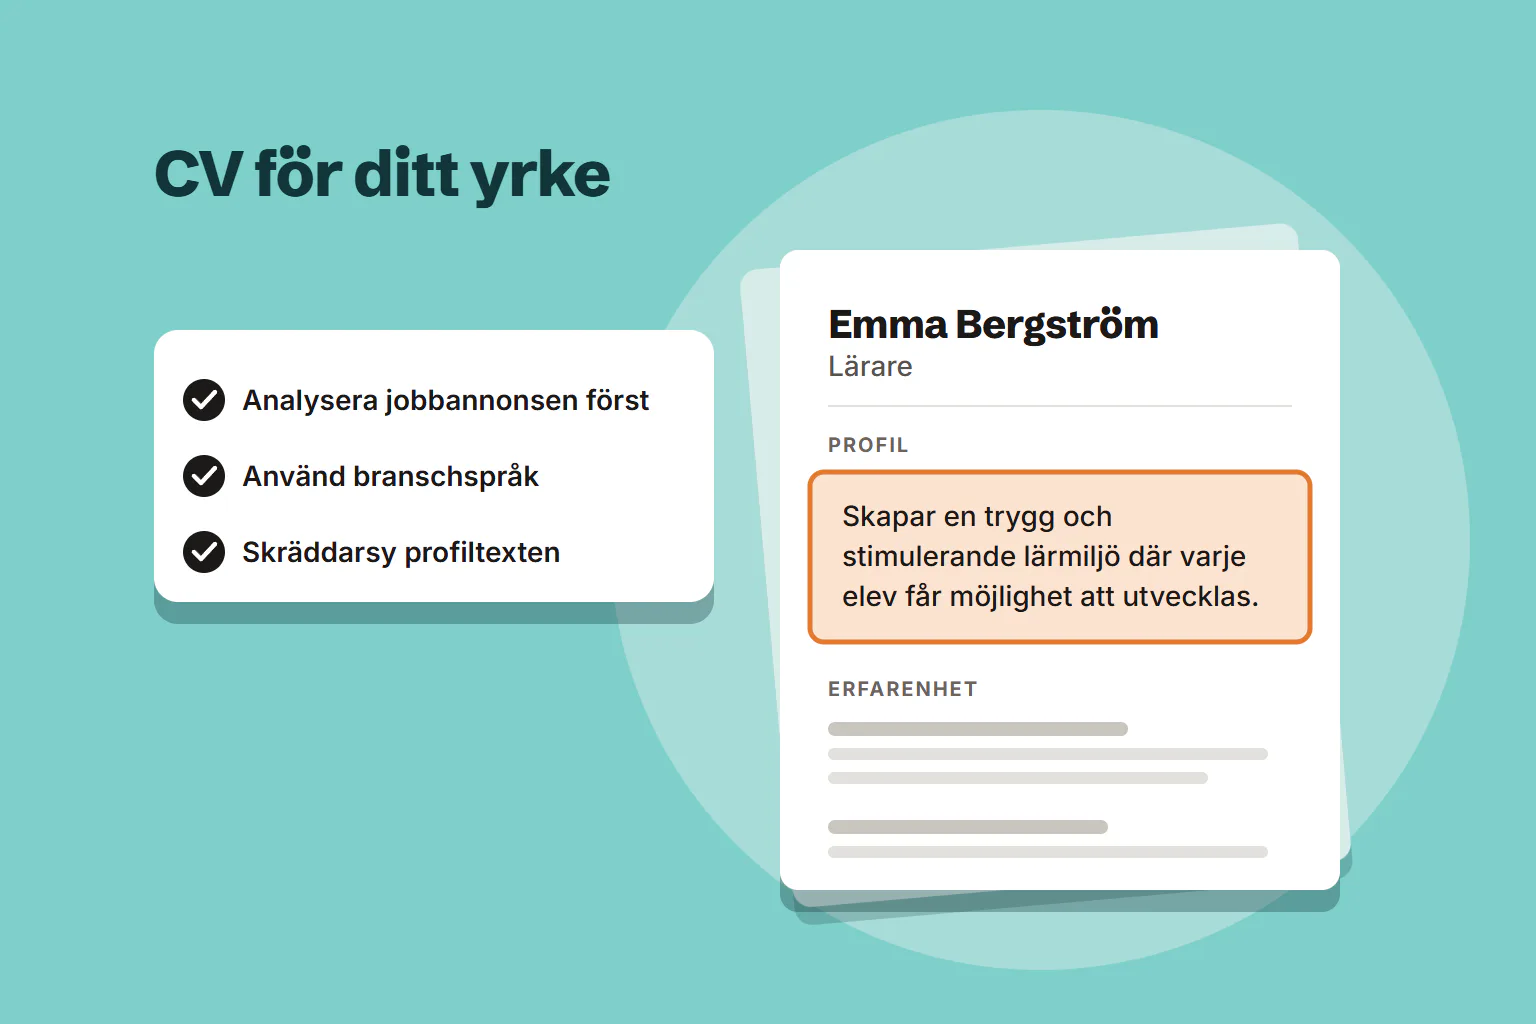 CV för ditt yrke
Analysera jobbannonsen först
Använd branschspråk
Skräddarsy profiltexten
Emma Bergström
Lärare
PROFIL
Skapar en trygg och
stimulerande lärmiljö där varje
elev får möjlighet att utvecklas.
ERFARENHET